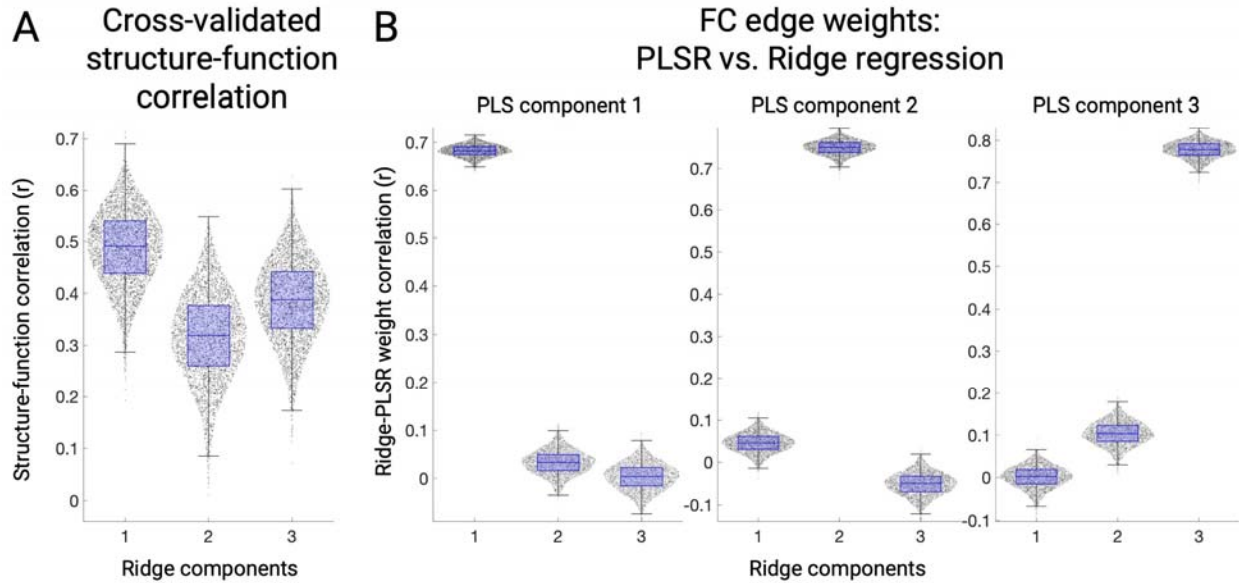 A
Cross-validated
structure-function
correlation
B
FC edge weights:
PLSR vs. Ridge regression
PLS component 1
PLS component 2
PLS component 3
Structure-function correlation (r)
0.7
0.6
0.5
0.4
0.3
0.2
0.1
0
1 2 3
Ridge components
Ridge-PLSR weight correlation (r)
0.7
0.6
0.5
0.4
0.3
0.2
0.1
0
1 2 3
0.7
0.6
0.5
0.4
0.3
0.2
0.1
0
-0.1
1 2 3
0.8
0.7
0.6
0.5
0.4
0.3
0.2
0.1
0
-0.1
1 2 3
Ridge components